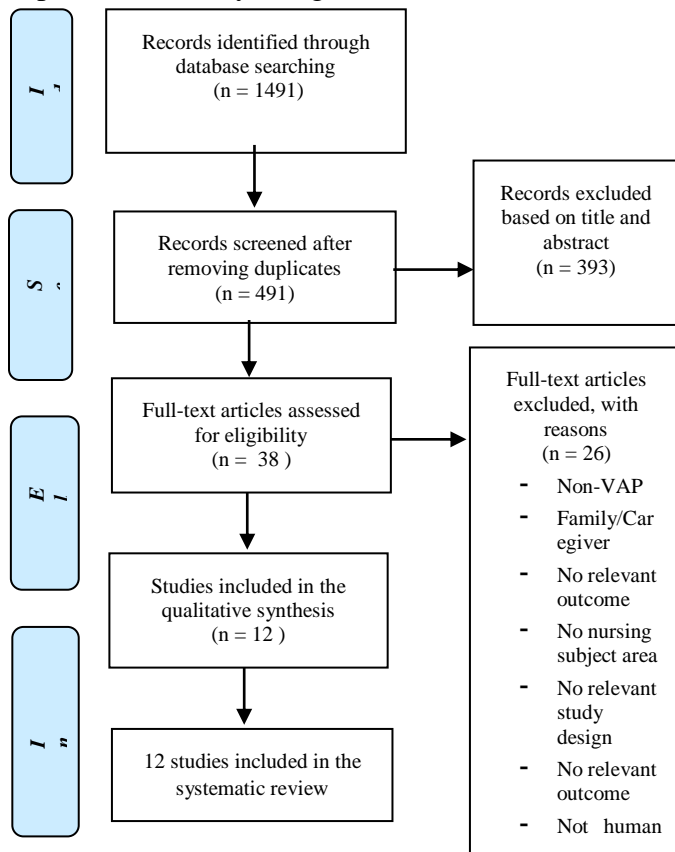 Records identified through
database searching
(n = 1491)
Records excluded
based on title and
abstract
(n = 393)
Records screened after
removing duplicates
(n = 491)
Full-text articles assessed
for eligibility
(n = 38 )
Full-text articles
excluded, with
reasons
(n = 26)
- Non-VAP
- Family/Car
egiver
- No relevant
outcome
- No nursing
subject area
- No relevant
study
design
- No relevant
outcome
- Not human
Studies included in the
qualitative synthesis
(n = 12 )
12 studies included in the
systematic review
I
S
E
l
I
n